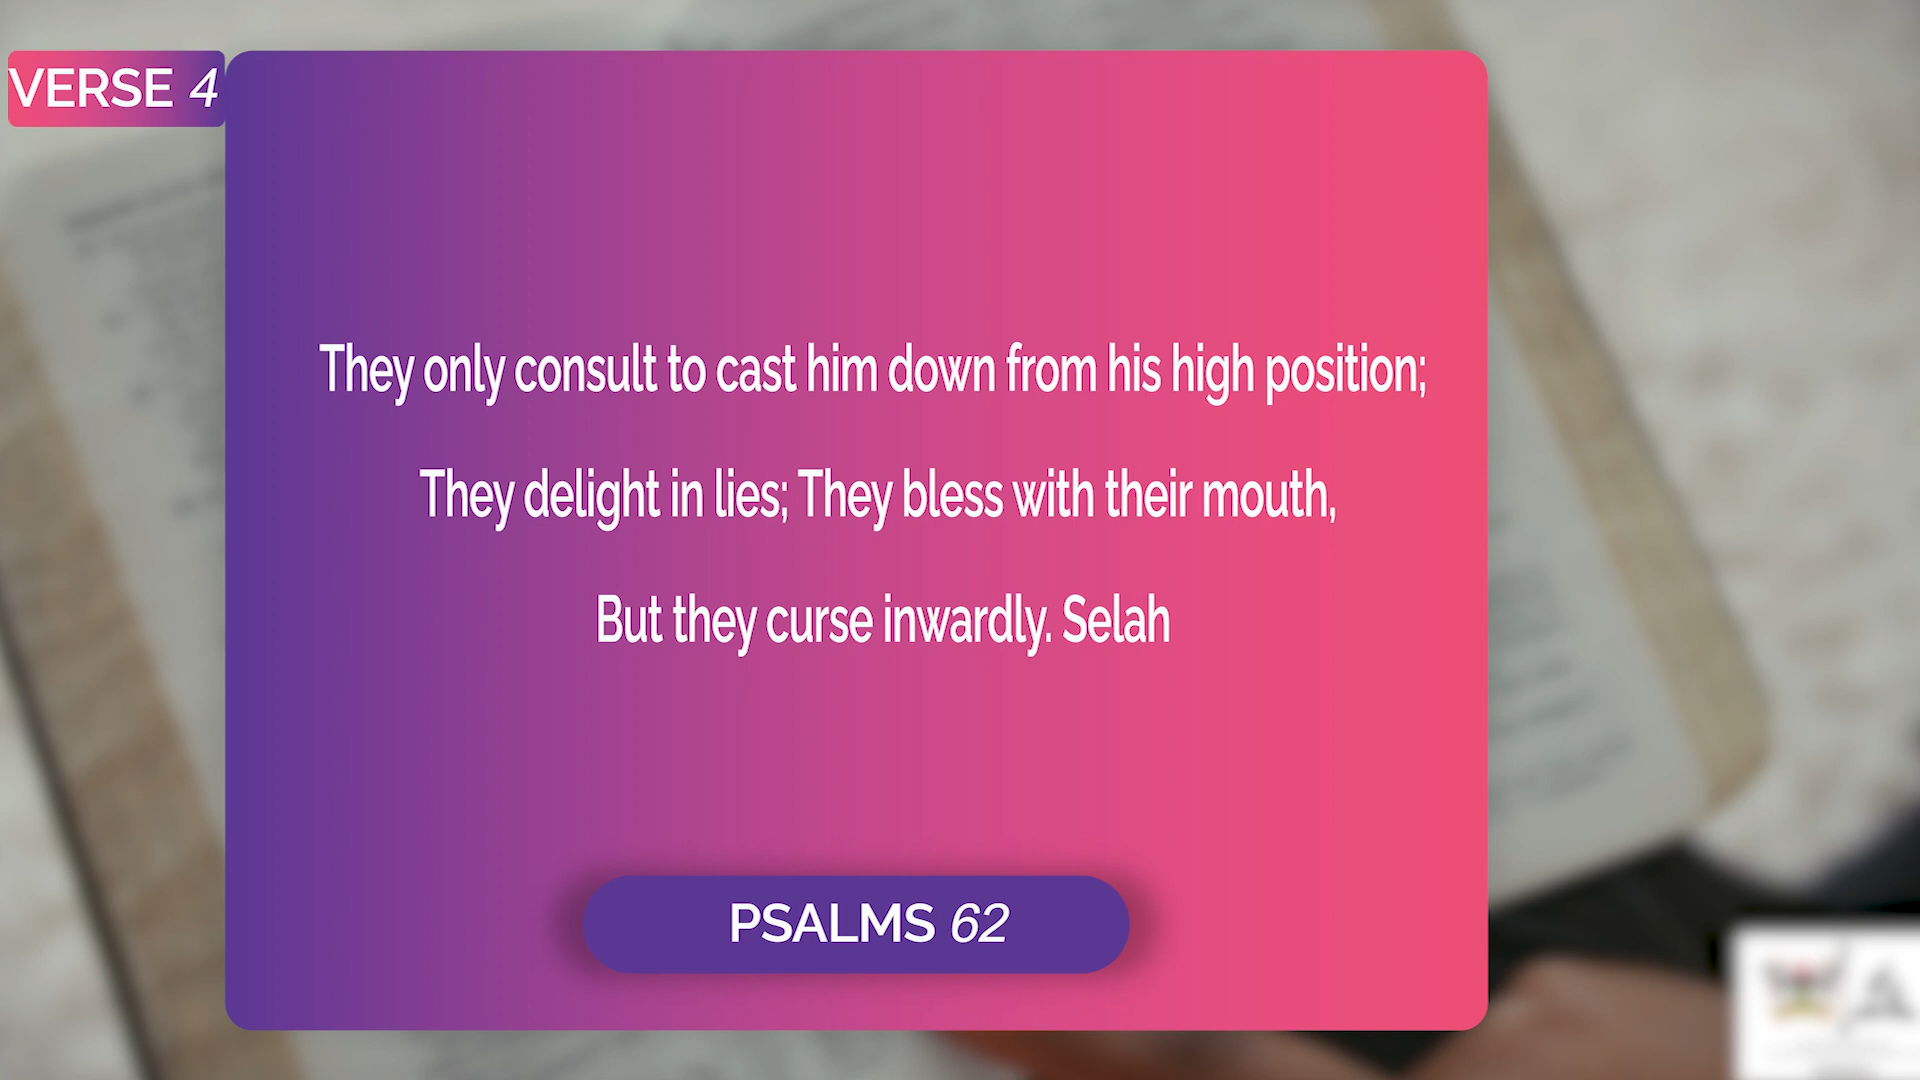 VERSE 4
They only consult to cast him down from his high position;
They delight in lies; They bless with their mouth,
But they curse inwardly. Selah
PSALMS 62